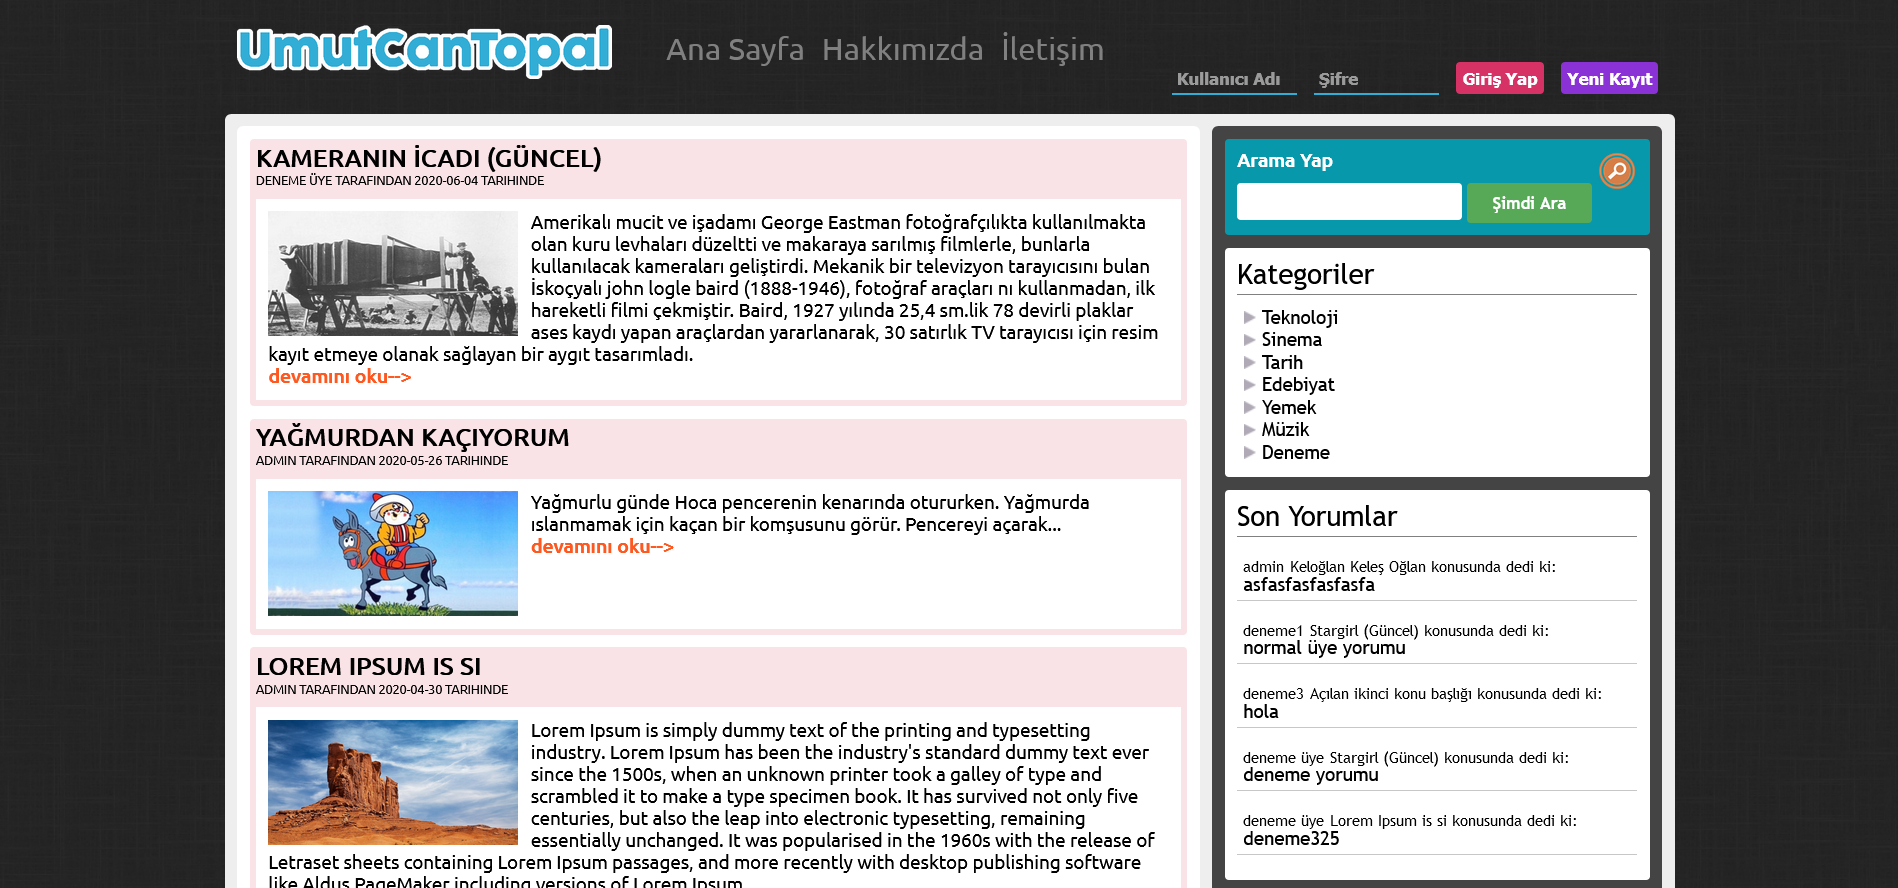 UmutCanTopal
Ana Sayfa Hakkımızda İletişim
Kullanıcı Adı Şifre Giriş Yap Yeni Kayıt
KAMERANIN İCADI (GÜNCEL)
DENEME ÜYE TARAFINDAN 2020-06-04 TARIHINDE
Amerikalı mucit ve işadamı George Eastman fotoğrafçılıkta kullanılmakta
olan kuru levhaları düzeltti ve makaraya sarılmış filmlerle, bunlarla
kullanılacak kameraları geliştirdi. Mekanik bir televizyon tarayıcısını bulan
İskoçyalı john logle baird (1888-1946), fotoğraf araçları nı kullanmadan, ilk
hareketli filmi çekmiştir. Baird, 1927 yılında 25,4 sm.lik 78 devirli plaklar
ases kaydı yapan araçlardan yararlanarak, 30 satırlık TV tarayıcısı için resim
kayıt etmeye olanak sağlayan bir aygıt tasarımladı.
devamını oku-->
YAĞMURDAN KAÇIYORUM
ADMIN TARAFINDAN 2020-05-26 TARIHINDE
Yağmurlu günde Hoca pencerenin kenarında otururken. Yağmurda
ıslanmamak için kaçan bir komşusunu görür. Pencereyi açarak...
devamını oku-->
LOREM IPSUM IS SI
ADMIN TARAFINDAN 2020-04-30 TARIHINDE
Lorem Ipsum is simply dummy text of the printing and typesetting
industry. Lorem Ipsum has been the industry's standard dummy text ever
since the 1500s, when an unknown printer took a galley of type and
scrambled it to make a type specimen book. It has survived not only five
centuries, but also the leap into electronic typesetting, remaining
essentially unchanged. It was popularised in the 1960s with the release of
Letraset sheets containing Lorem Ipsum passages, and more recently with desktop publishing software
like Aldus PageMaker including versions of Lorem Ipsum.
Arama Yap
Şimdi Ara
Kategoriler
Teknoloji
Sinema
Tarih
Edebiyat
Yemek
Müzik
Deneme
Son Yorumlar
admin Keloğlan Keleş Oğlan konusunda dedi ki:
asfasfasfasfasfa
deneme1 Stargirl (Güncel) konusunda dedi ki:
normal üye yorumu
deneme3 Açılan ikinci konu başlığı konusunda dedi ki:
hola
deneme üye Stargirl (Güncel) konusunda dedi ki:
deneme yorumu
deneme üye Lorem Ipsum is si konusunda dedi ki:
deneme325